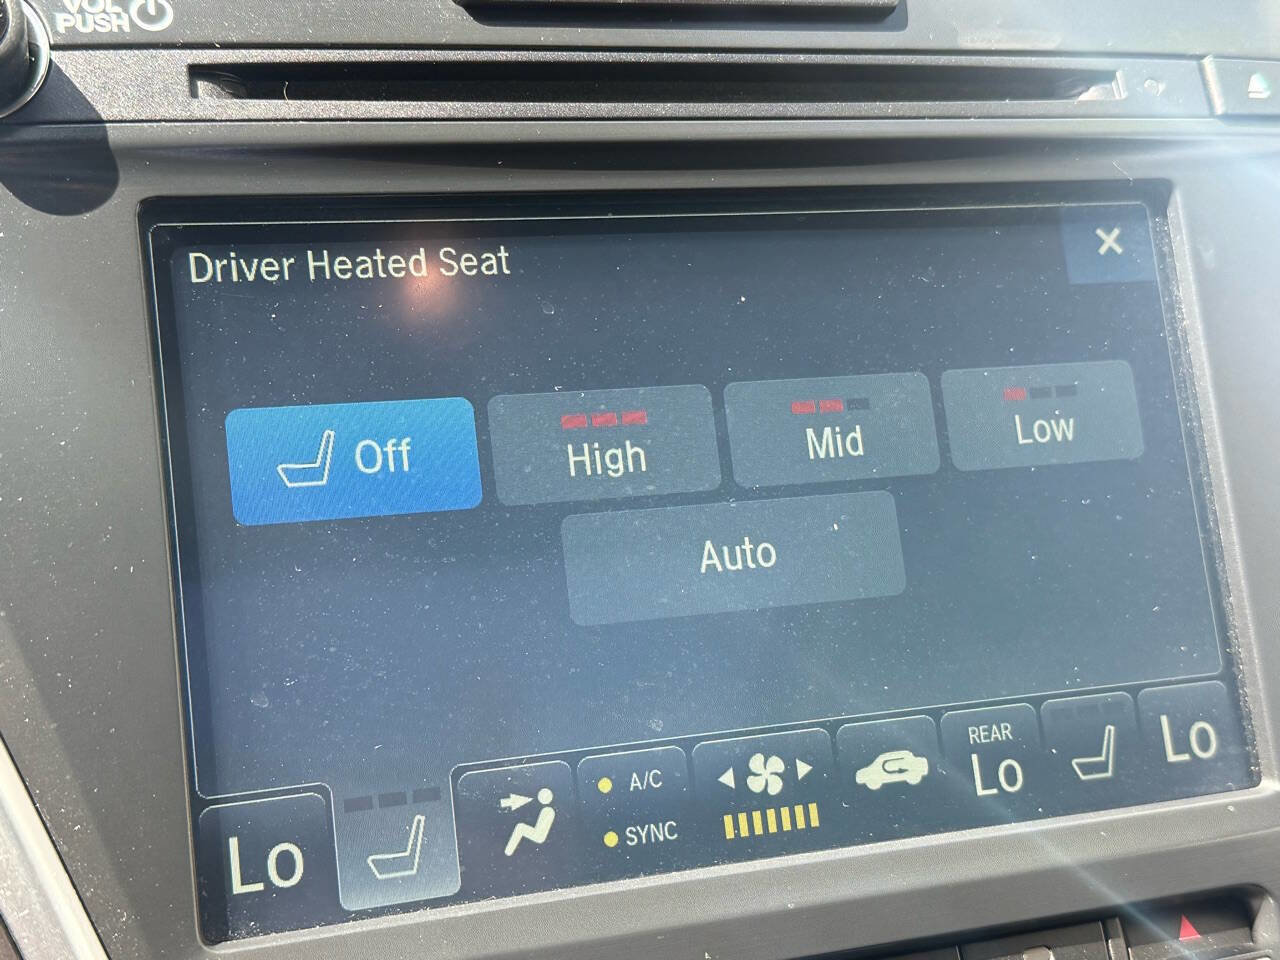 VOL
PUSH
Driver Heated Seat
Off
High
Mid
Low
Auto
Lo
A/C
SYNC
REAR
Lo
Lo